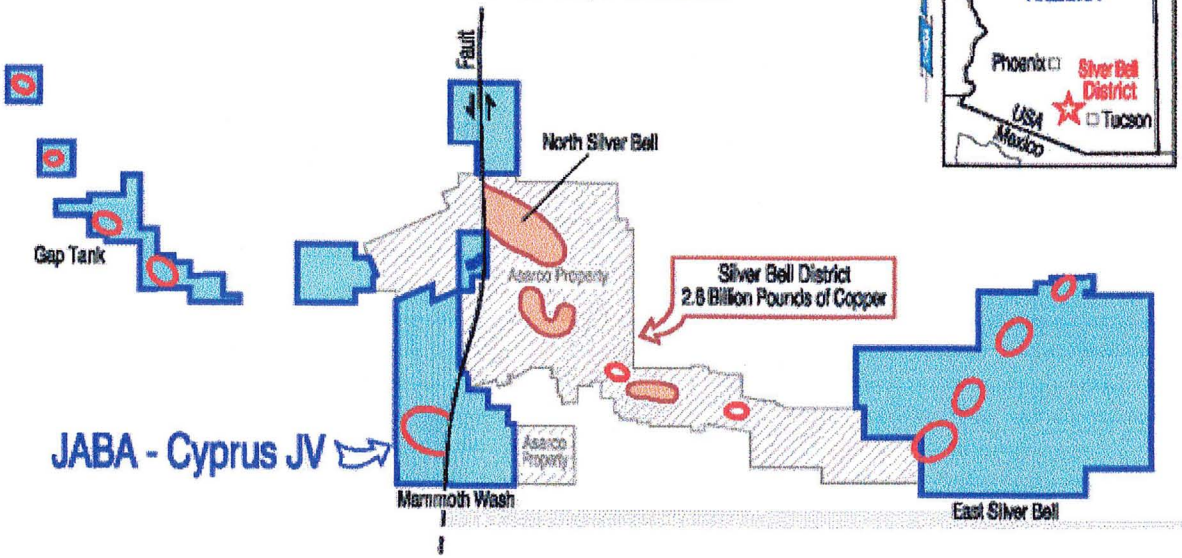 Fault
Phoenix
Silver Bell
District
USA
Tucson
Mexico
North Silver Bell
Gap Tank
Asarco Property
Silver Bell District
2.6 Billion Pounds of Copper
JABA - Cyprus JV
Asarco
Property
Mammoth Wash
East Silver Bell